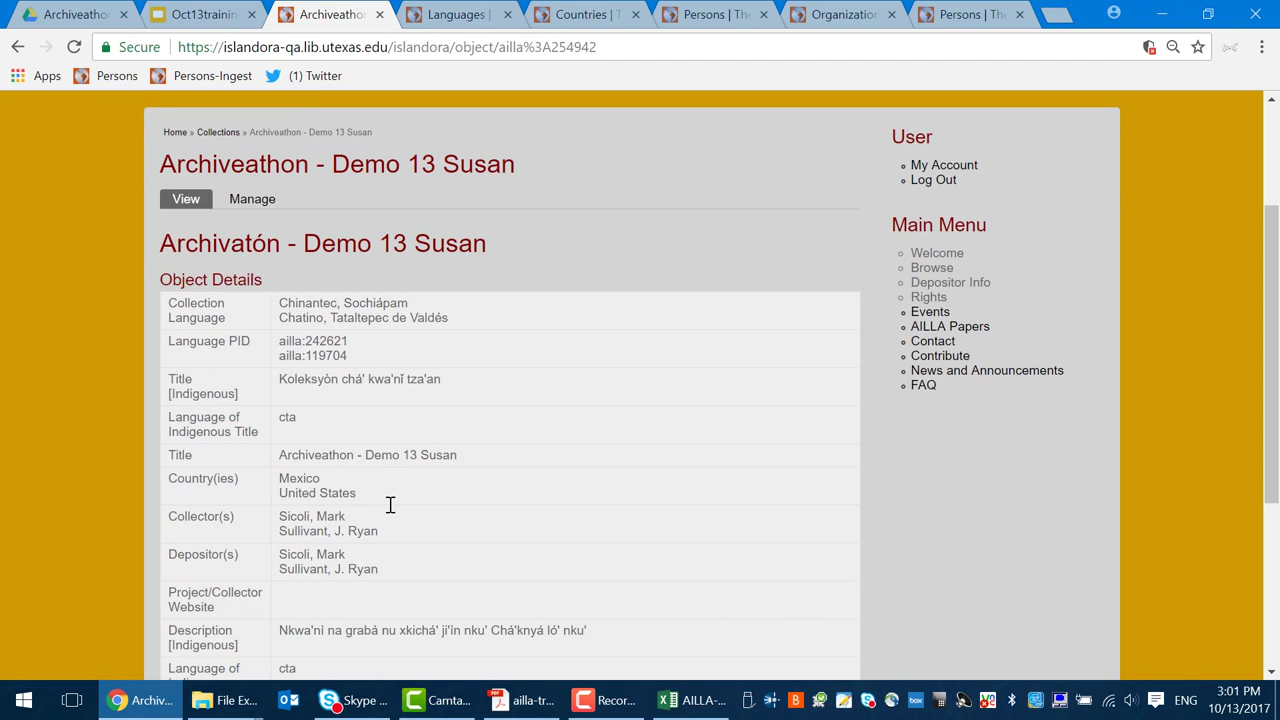 Archiveathon
Oct13trainin
Archiveathon
Languages |
Countries | T
Persons | The
Organization
Persons | The
Secure
https://islandora-qa.lib.utexas.edu/islandora/object/ailla%3A254942
Apps
Persons
Persons-Ingest
(1) Twitter
Home » Collections » Archiveathon - Demo 13 Susan
Archiveathon - Demo 13 Susan
View
Manage
Archivatón - Demo 13 Susan
Object Details
Collection Language
Chinantec, Sochiápam
Chatino, Tataltepec de Valdés
Language PID
ailla:242621
ailla:119704
Title [Indigenous]
Koleksyòn chá' kwa'nǐ tza'an
Language of Indigenous Title
cta
Title
Archiveathon - Demo 13 Susan
Country(ies)
Mexico
United States
Collector(s)
Sicoli, Mark
Sullivant, J. Ryan
Depositor(s)
Sicoli, Mark
Sullivant, J. Ryan
Project/Collector Website
Description [Indigenous]
Nkwa'nì na grabà nu xkichá' ji'ìn nku' Chá'knyá ló' nku'
Language of
cta
User
My Account
Log Out
Main Menu
Welcome
Browse
Depositor Info
Rights
Events
AILLA Papers
Contact
Contribute
News and Announcements
FAQ
Archiv...
File Ex...
Skype ...
Camta...
ailla-tr...
Recor...
AILLA-...
ENG
3:01 PM
10/13/2017